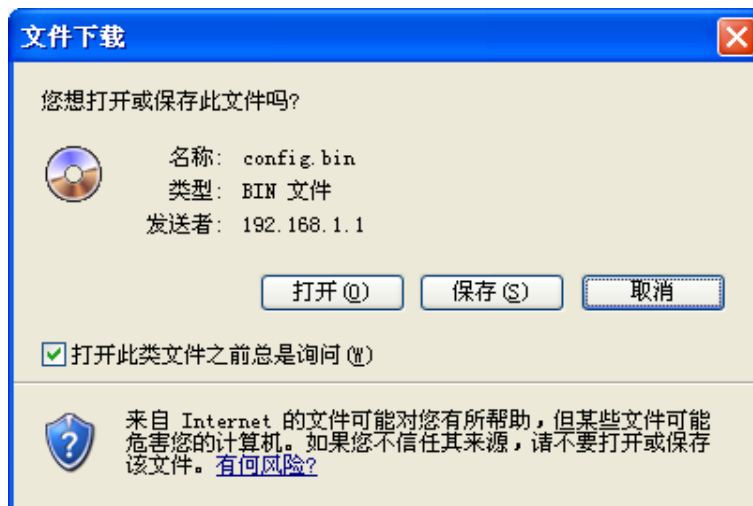 文件下载
您想打开或保存此文件吗?
名称: config.bin
类型: BIN 文件
发送者: 192.168.1.1
打开(O) 保存(S) 取消
打开此类文件之前总是询问(W)
来自 Internet 的文件可能对您有所帮助，但某些文件可能
危害您的计算机。如果您不信任其来源，请不要打开或保存
该文件。有何风险?